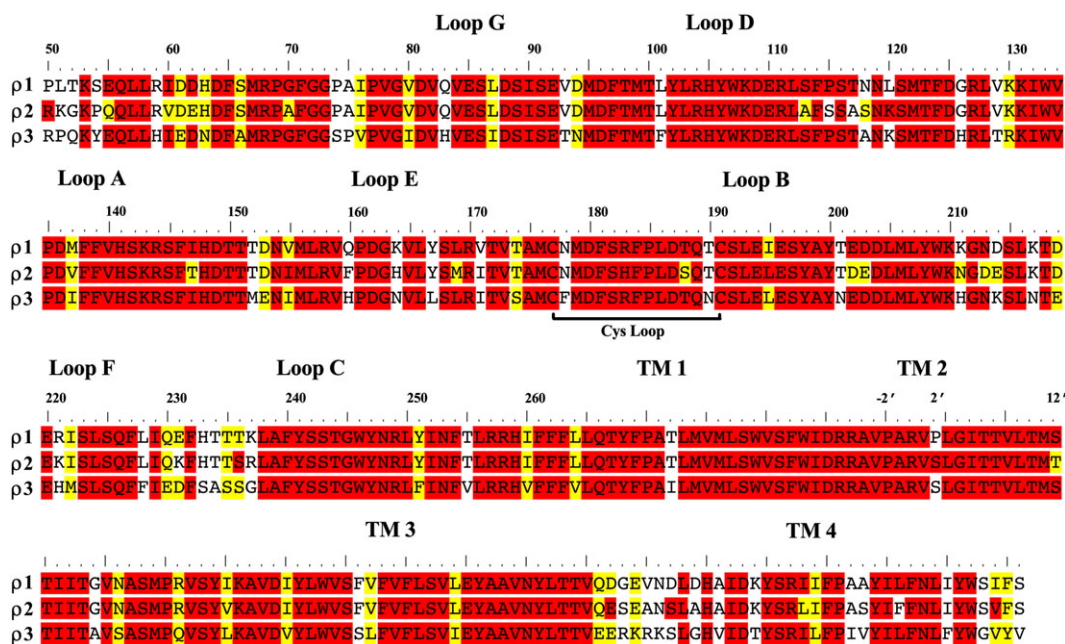 Loop G Loop D
50 60 70 80 90 100 110 120 130
ρ1 PLTKSEQLLRIDDHDFSMRPGFGGPAIPVGVDVQVESLDSISEVDMDFTMTLYLRHYWKDERLSFPSTNNLSMTFDGRLVKKIWV
ρ2 RKGKPQQLLRVDEHDFSMRPAFGGPAIPVGVDVQVESLDSISEVDMDFTMTLYLRHYWKDERLAFSSASNKSMTFDGRLVKKIWV
ρ3 RPQKYEQLLHIEDNDFAMRPGFGGSPVPVGIDVHVESIDSISETNMDFTMTFYLRHYWKDERLSFPSTANKSMTFDHRLTRKIWV
Loop A Loop E Loop B
140 150 160 170 180 190 200 210
ρ1 PDMFFVHSKRSFIHDTTTDNVMLRVQPDGKVLYSLRVTVTAMCNMDFSRFPLDTQTCSLEIESYAYTEDDLMLYWKKGNDSLKTD
ρ2 PDVFFVHSKRSFTHDTTTDNIMLRVFPDGHVLYSMRITVTAMCNMDFSHFPLDSQTCSLELESYAYTDEDLMLYWKNGDESLKTD
ρ3 PDIFFVHSKRSFIHDTTMENIMLRVHPDGNVLLSLRITVSAMCFMDFSRFPLDTQNCSLELESYAYNEDDLMLYWKHGNKSLNTE
Cys Loop
Loop F Loop C TM 1 TM 2
220 230 240 250 260 -2′ 2′ 12′
ρ1 ERISLSQFLIQEFHTTTKLAFYSSTGWYNRLYINFTLRRHIFFFLLQTYFPATLMVMLSWVSFWIDRRAVPARVPLGITTVLTMS
ρ2 EKISLSQFLIQKFHTTSRLAFYSSTGWYNRLYINFTLRRHIFFFLLQTYFPATLMVMLSWVSFWIDRRAVPARVSLGITTVLTMT
ρ3 EHMSLSQFFIEDFSASSGLAFYSSTGWYNRLFINFVLRRHVFFFVLQTYFPAILMVMLSWVSFWIDRRAVPARVSLGITTVLTMS
TM 3 TM 4
ρ1 TIITGVNASMPRVSYIKAVDIYLWVSFVFVFLSVLEYAAVNYLTTVQDGEVNDLDHAIDKYSRIIFPAAYILFNLIYWSIFS
ρ2 TIITGVNASMPRVSYVKAVDIYLWVSFVFVFLSVLEYAAVNYLTTVQESEANSLAHAIDKYSRLIFPASYIFFNLIYWSVFS
ρ3 TIITAVSASMPQVSYLKAVDVYLWVSSLFVFLSVIEYAAVNYLTTVEERKRKSLGHVIDTYSRILFPIVYILFNLFYWGVYV